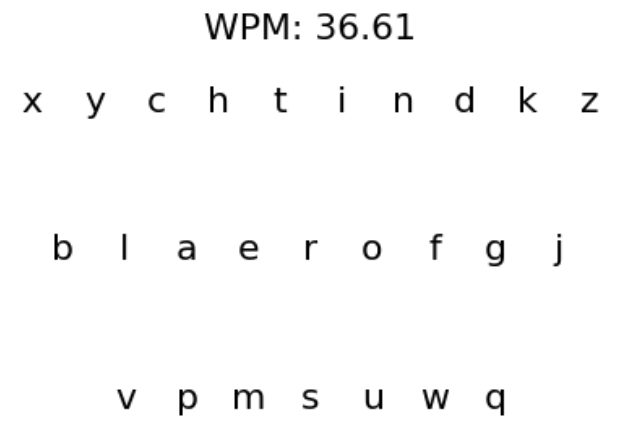 WPM: 36.61
x y c h t i n d k z
b l a e r o f g j
v p m s u w q